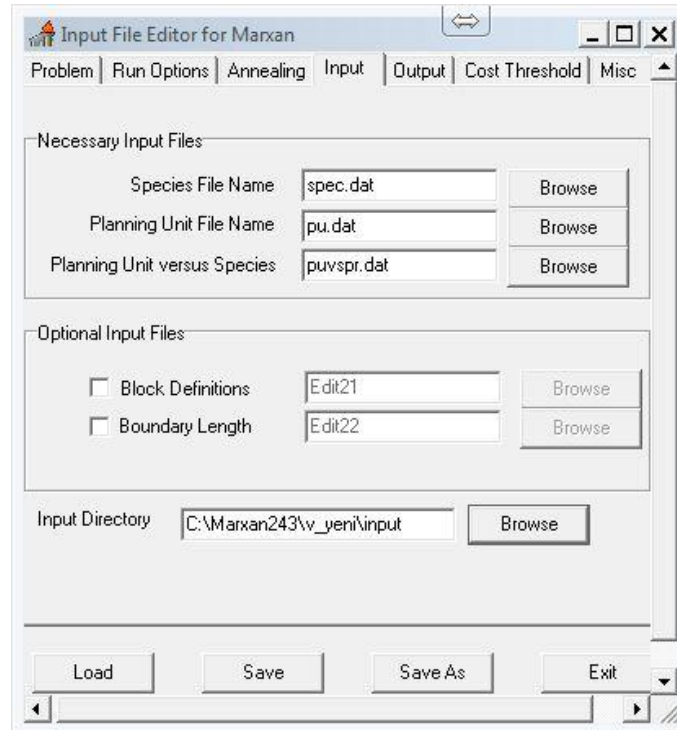 Input File Editor for Marxan
Problem Run Options Annealing Input Output Cost Threshold Misc
Necessary Input Files
Species File Name spec.dat Browse
Planning Unit File Name pu.dat Browse
Planning Unit versus Species puvspr.dat Browse
Optional Input Files
Block Definitions Edit21 Browse
Boundary Length Edit22 Browse
Input Directory C:\Marxan243\v_yeni\input Browse
Load Save Save As Exit